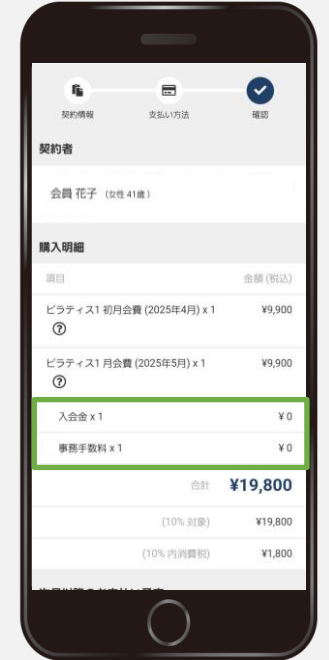 契約情報
支払い方法
確認
契約者
会員 花子 (女性 41歳)
購入明細
項目
金額 (税込)
ピラティス1 初月会費 (2025年4月) x 1
¥9,900
?
ピラティス1 月会費 (2025年5月) x 1
¥9,900
?
入会金 x 1
¥ 0
事務手数料 x 1
¥ 0
合計
¥19,800
(10% 対象)
¥19,800
(10% 内消費税)
¥1,800